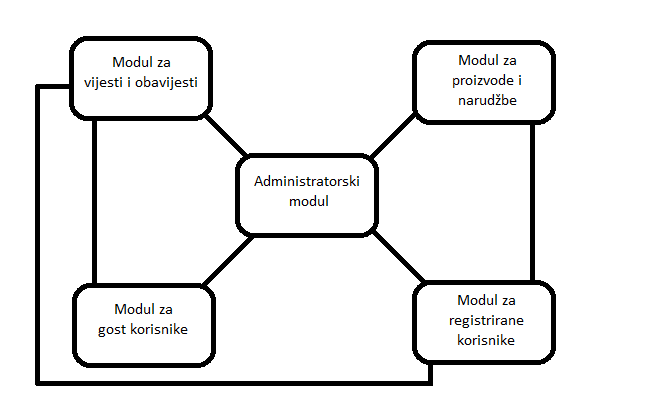 Modul za
vijesti i obavijesti
Modul za
proizvode i
narudžbe
Administratorski
modul
Modul za
gost korisnike
Modul za
registrirane
korisnike